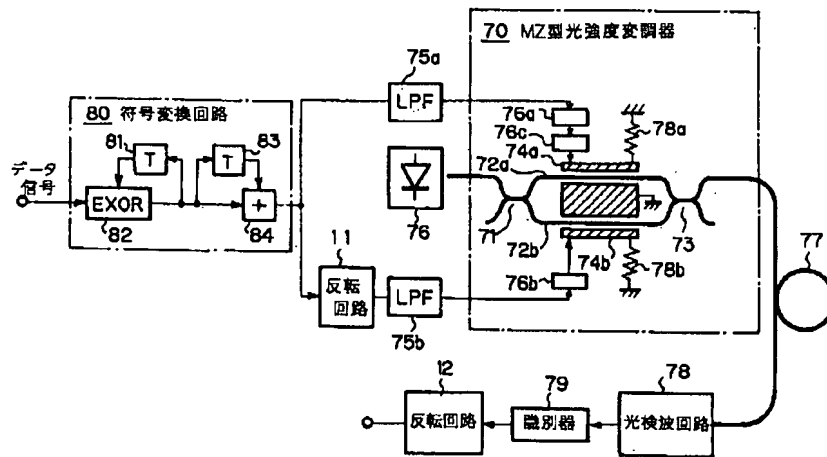 70 MZ型光強度変調器
75a
LPF
76a
76c
74a
72a
78a
80 符号変換回路
81
T
83
T
データ
信号
EXOR
82
+
84
76
71
72b
74b
73
78b
76b
77
11
反転
回路
LPF
75b
12
反転回路
79
識別器
78
光検波回路